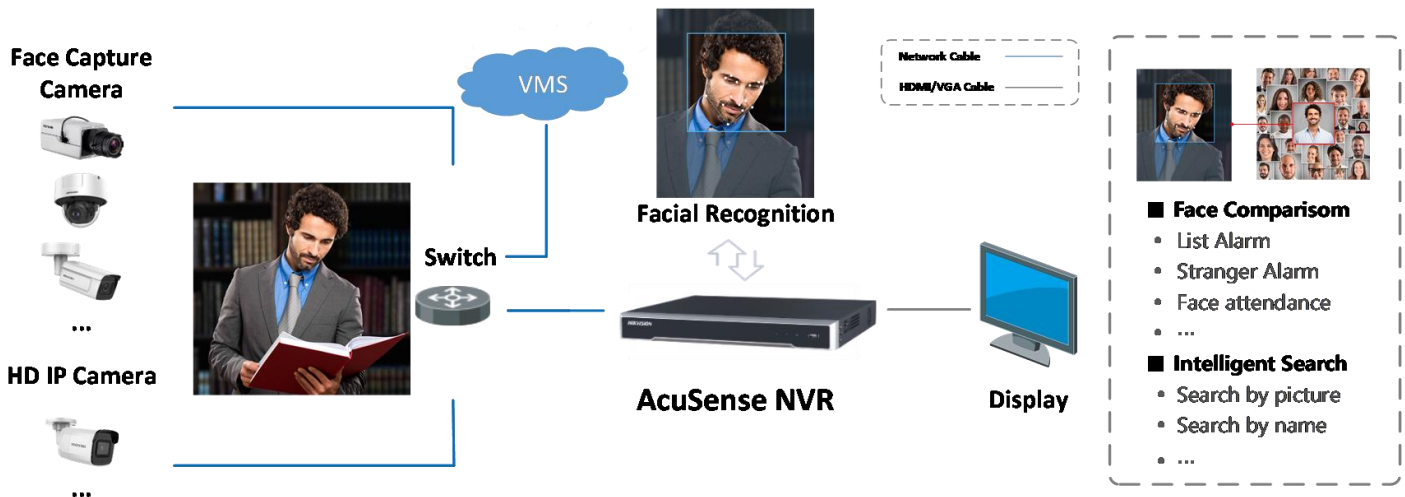 Face Capture
Camera
...
HD IP Camera
...
VMS
Switch
Facial Recognition
HIKVISION
AcuSense NVR
Display
Network Cable
HDMI/VGA Cable
■ Face Comparisom
• List Alarm
• Stranger Alarm
• Face attendance
• ...
■ Intelligent Search
• Search by picture
• Search by name
• ...